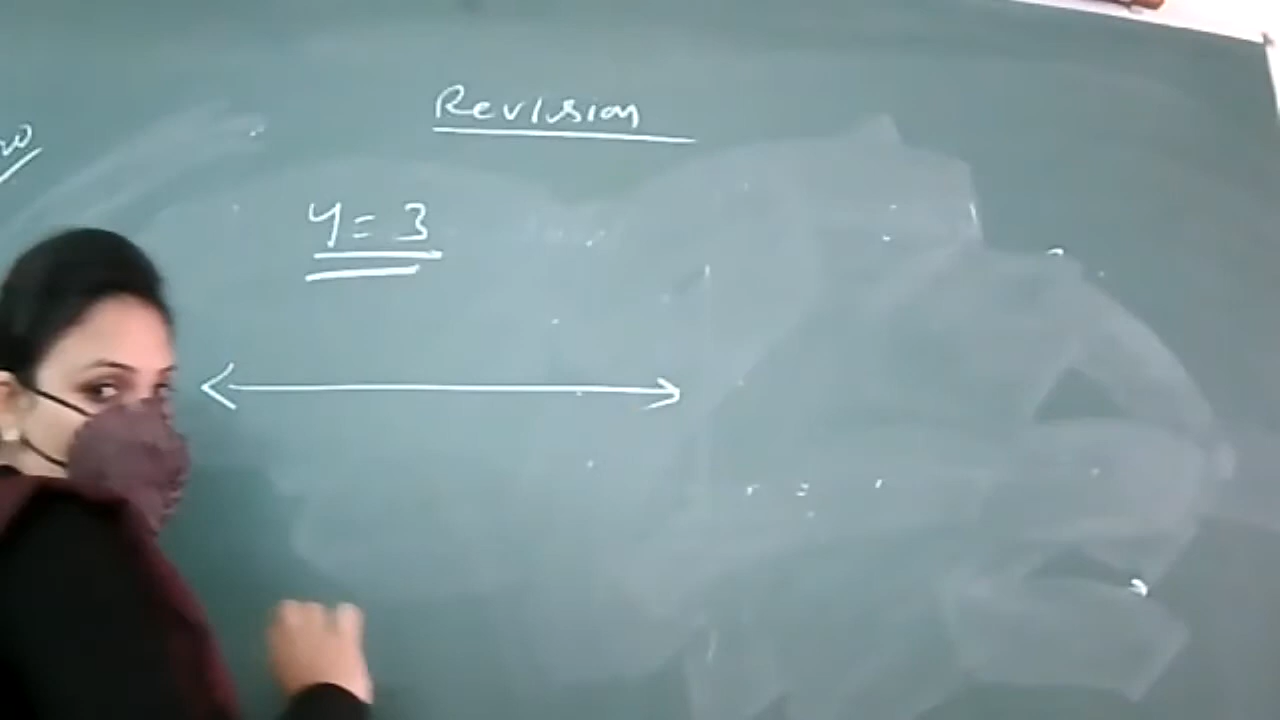 Revision
y = 3